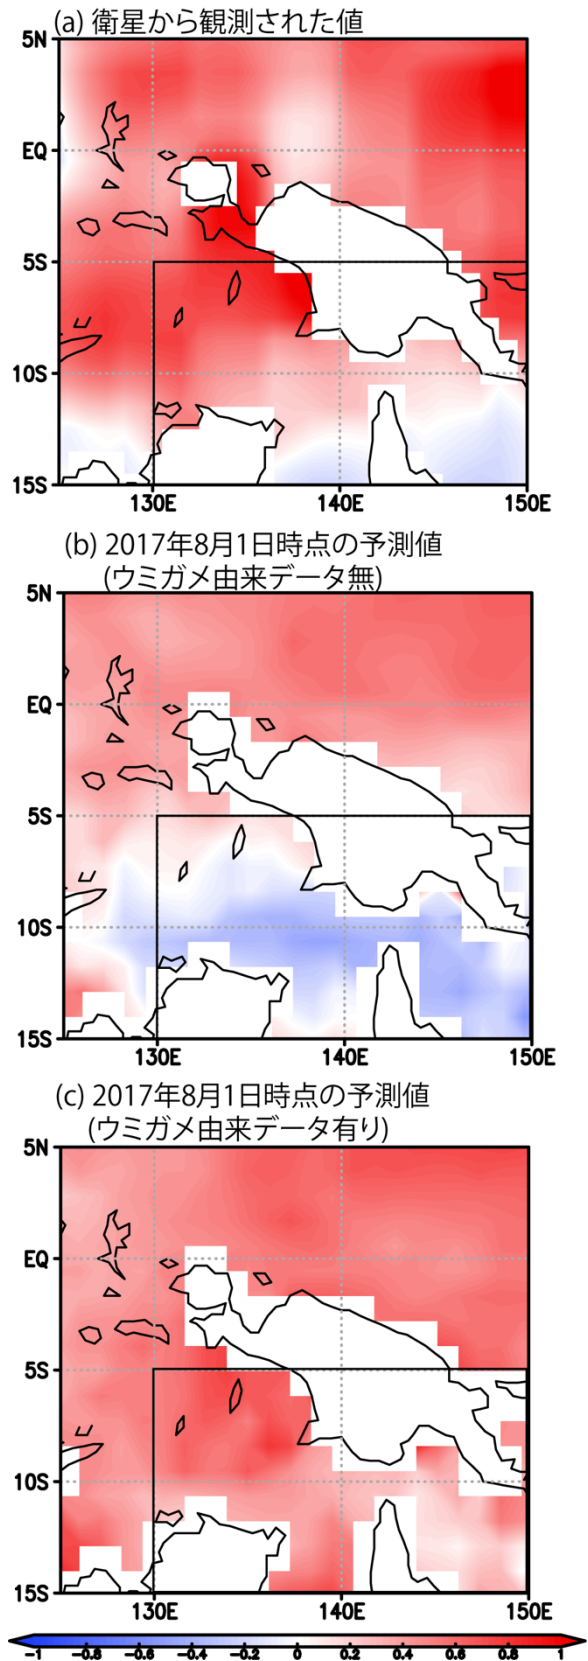 (a) 衛星から観測された値
5N
EQ
5S
10S
15S
130E 140E 150E
(b) 2017年8月1日時点の予測値
(ウミガメ由来データ無)
5N
EQ
5S
10S
15S
130E 140E 150E
(c) 2017年8月1日時点の予測値
(ウミガメ由来データ有り)
5N
EQ
5S
10S
15S
130E 140E 150E
-1 -0.8 -0.6 -0.4 -0.2 0 0.2 0.4 0.6 0.8 1